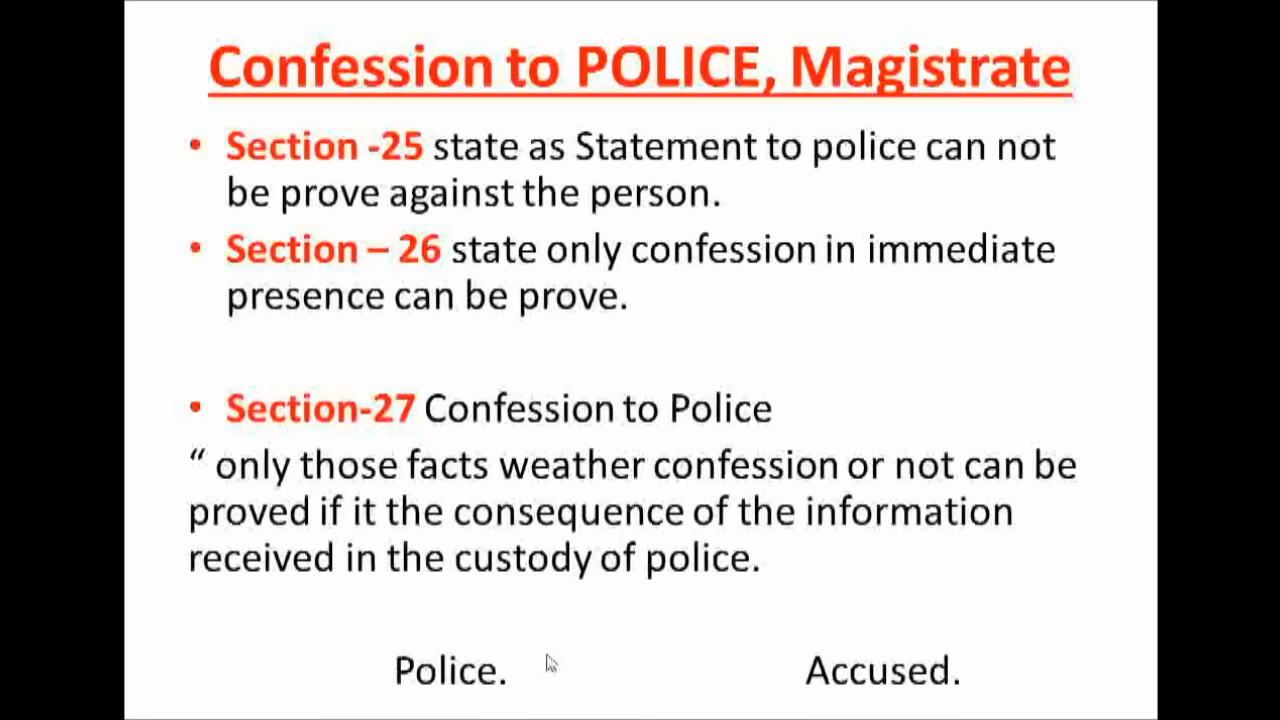 Confession to POLICE, Magistrate
• Section -25 state as Statement to police can not
be prove against the person.
• Section – 26 state only confession in immediate
presence can be prove.
• Section-27 Confession to Police
“ only those facts weather confession or not can be
proved if it the consequence of the information
received in the custody of police.
Police. Accused.